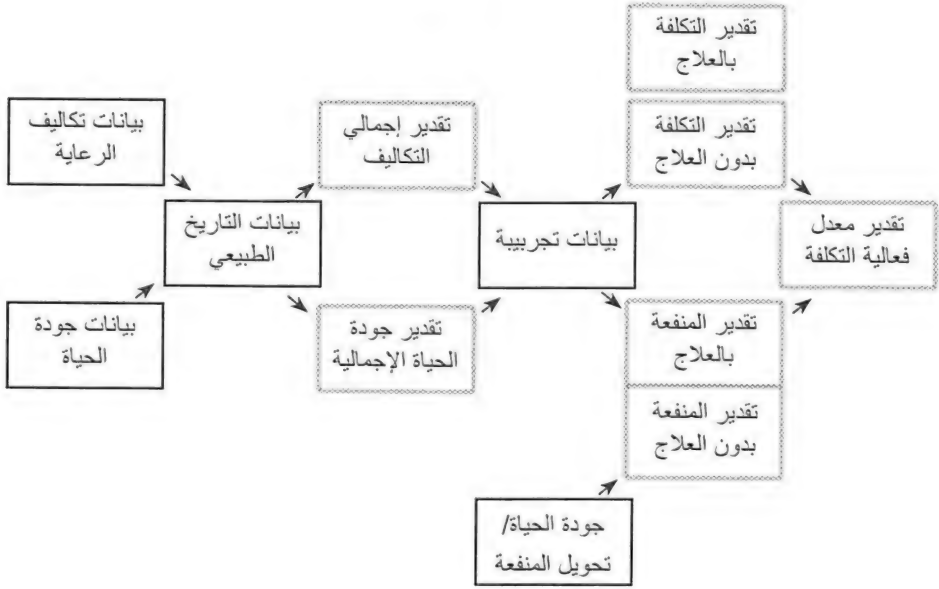 تقدير التكلفة
بالعلاج
بيانات تكاليف
الرعاية
تقدير إجمالي
التكاليف
تقدير التكلفة
بدون العلاج
بيانات التاريخ
الطبيعي
بيانات تجريبية
تقدير معدل
فعالية التكلفة
بيانات جودة
الحياة
تقدير جودة
الحياة الإجمالية
تقدير المنفعة
بالعلاج
تقدير المنفعة
بدون العلاج
جودة الحياة/
تحويل المنفعة